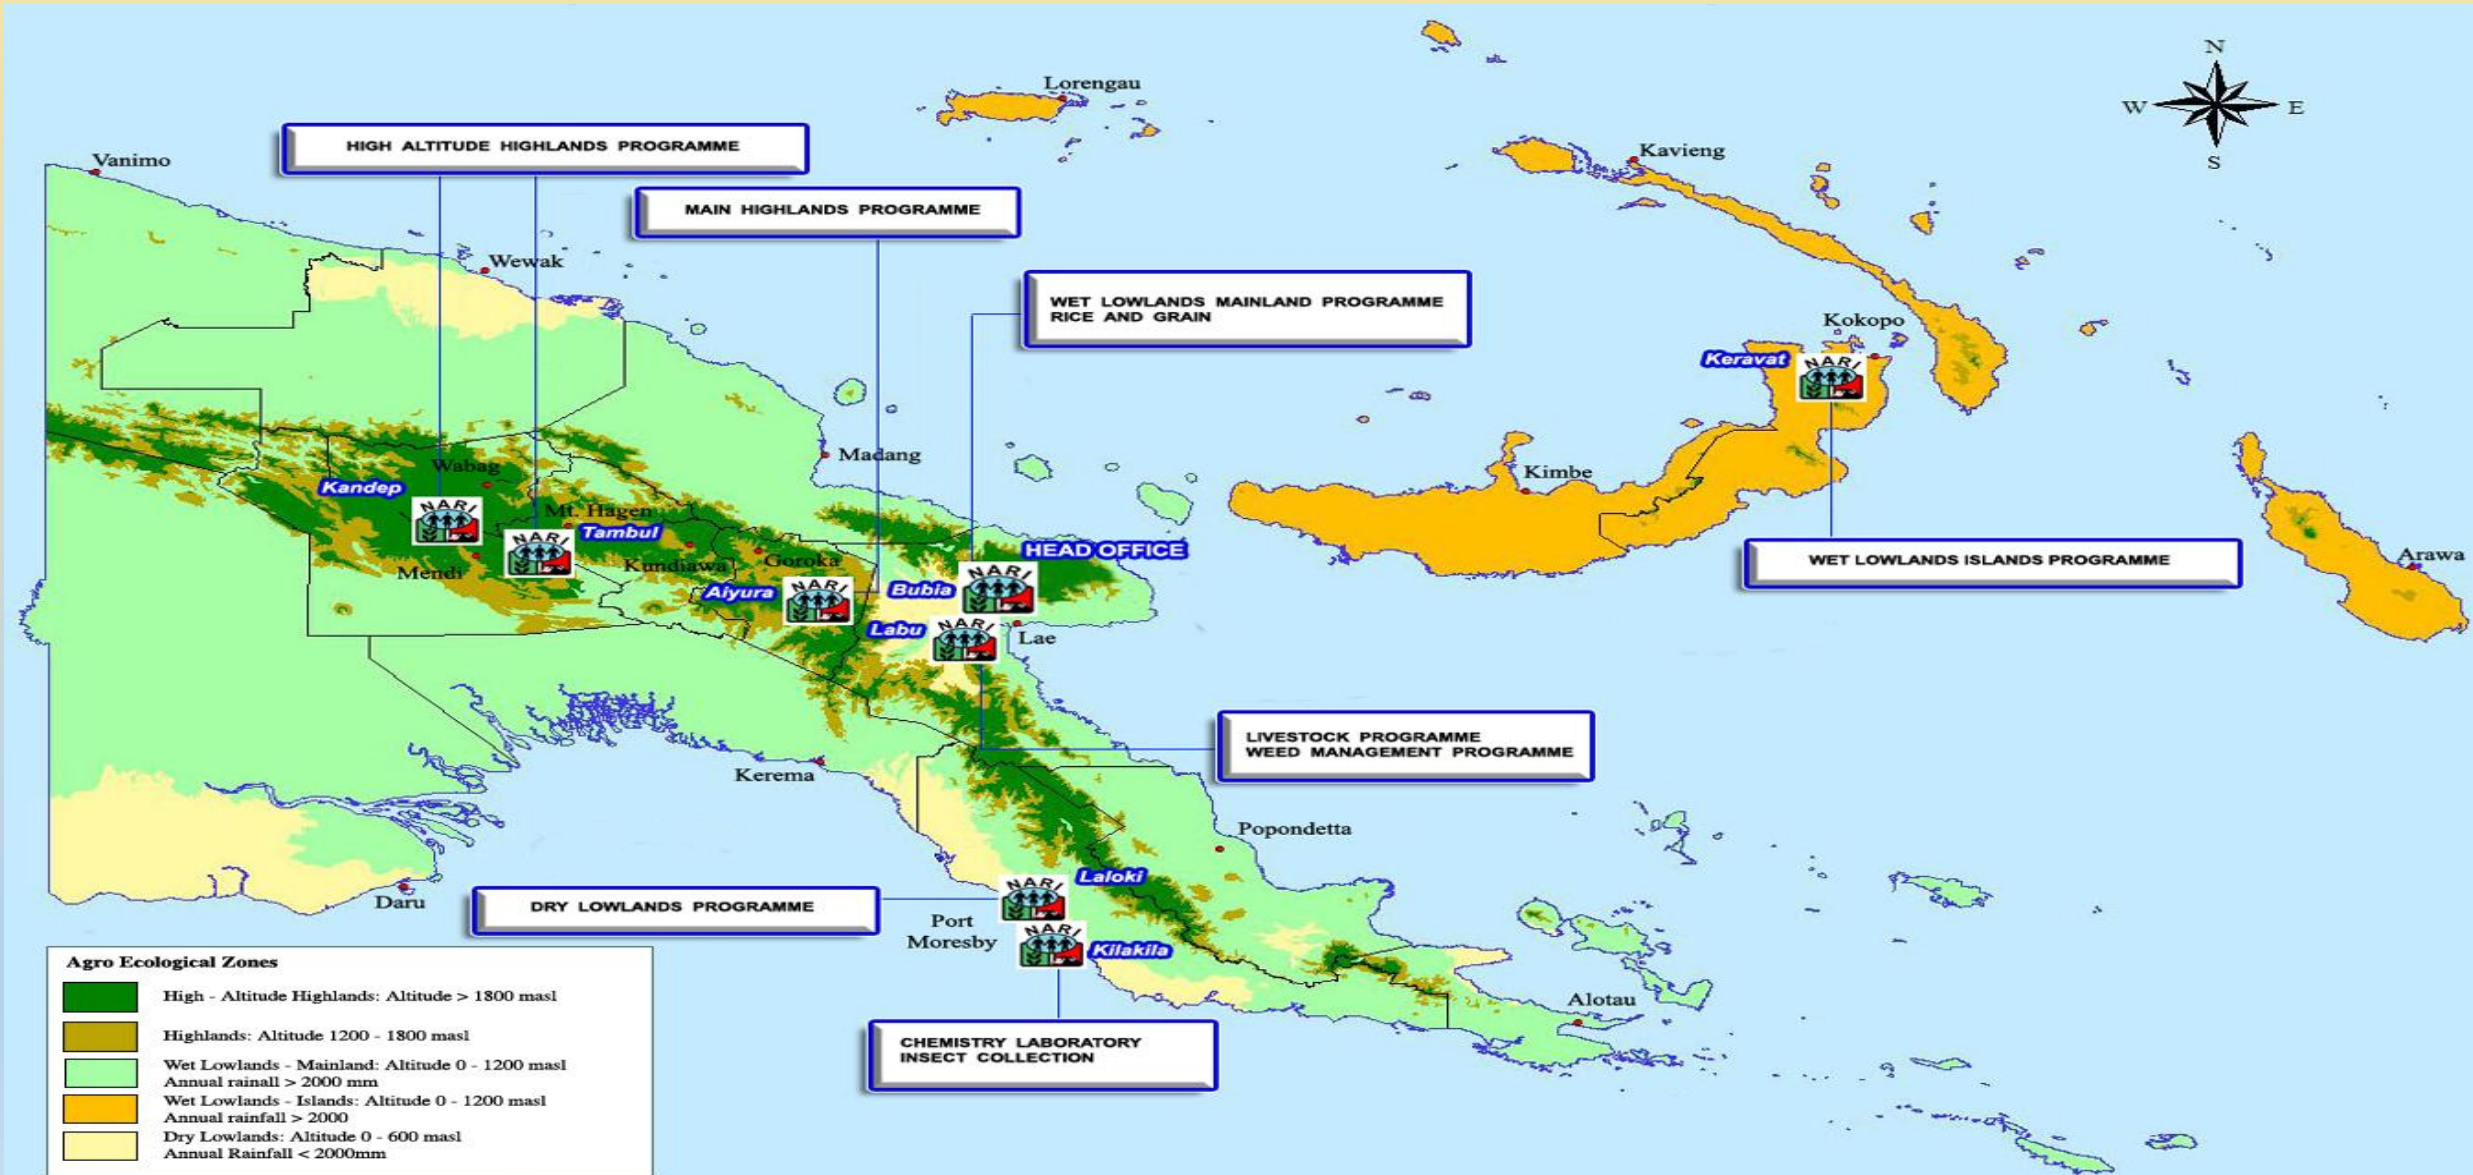 N
Lorengau
W
E
HIGH ALTITUDE HIGHLANDS PROGRAMME
Vanimo
Kavieng
S
MAIN HIGHLANDS PROGRAMME
Wewak
WET LOWLANDS MAINLAND PROGRAMME
RICE AND GRAIN
Kokopo
Keravat
NARI
Madang
Wabag
Kimbe
Kandep
NARI
Mt. Hagen
Tambul
NARI
HEAD OFFICE
Arawa
WET LOWLANDS ISLANDS PROGRAMME
Mendi
Kundiawa
Goroka
Aiyura
NARI
Bubia
NARI
Labu
NARI
Lae
LIVESTOCK PROGRAMME
WEED MANAGEMENT PROGRAMME
Kerema
Popondetta
Laloki
NARI
Daru
DRY LOWLANDS PROGRAMME
Port
Moresby
NARI
Kilakila
Alotau
CHEMISTRY LABORATORY
INSECT COLLECTION
Agro Ecological Zones
High - Altitude Highlands: Altitude > 1800 masl
Highlands: Altitude 1200 - 1800 masl
Wet Lowlands - Mainland: Altitude 0 - 1200 masl
Annual rainall > 2000 mm
Wet Lowlands - Islands: Altitude 0 - 1200 masl
Annual rainfall > 2000
Dry Lowlands: Altitude 0 - 600 masl
Annual Rainfall < 2000mm